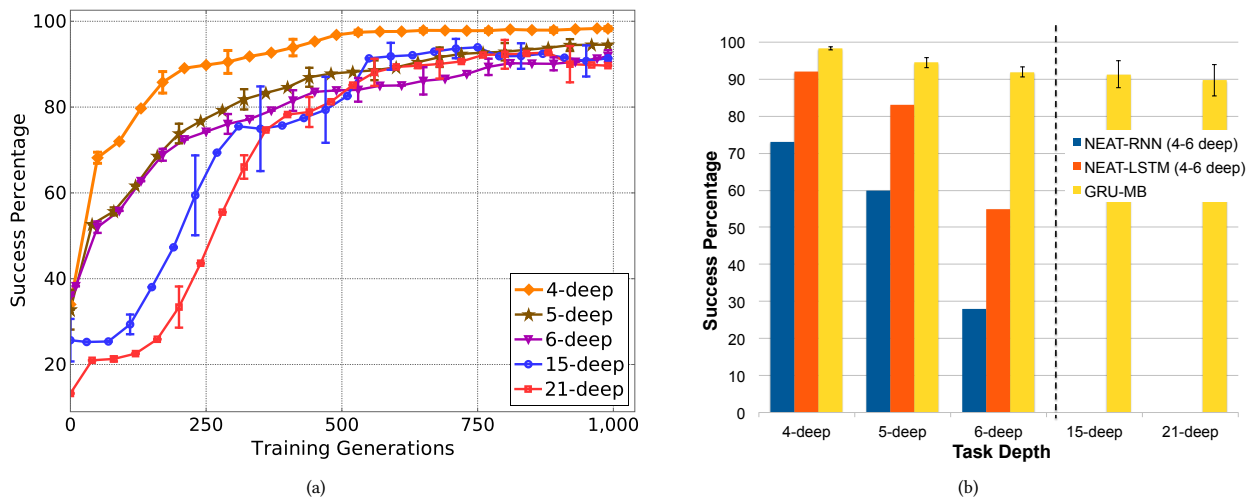 100
80
60
40
20
Success Percentage
0
250
500
750
1,000
Training Generations
4-deep
5-deep
6-deep
15-deep
21-deep
(a)
100
90
80
70
60
50
40
30
20
10
0
Success Percentage
NEAT-RNN (4-6 deep)
NEAT-LSTM (4-6 deep)
GRU-MB
4-deep
5-deep
6-deep
15-deep
21-deep
Task Depth
(b)